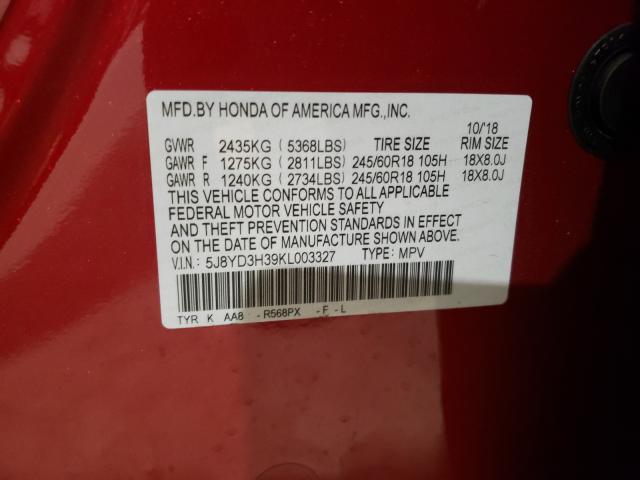 MFD.BY HONDA OF AMERICA MFG.,INC.
10/'18
GVWR 2435KG ( 5368LBS) TIRE SIZE RIM SIZE
GAWR F 1275KG ( 2811LBS) 245/60R18 105H 18X8.0J
GAWR R 1240KG ( 2734LBS) 245/60R18 105H 18X8.0J
THIS VEHICLE CONFORMS TO ALL APPLICABLE
FEDERAL MOTOR VEHICLE SAFETY
AND THEFT PREVENTION STANDARDS IN EFFECT
ON THE DATE OF MANUFACTURE SHOWN ABOVE.
V.I.N.: 5J8YD3H39KL003327 TYPE: MPV
TYR K AA8 - R568PX - F - L